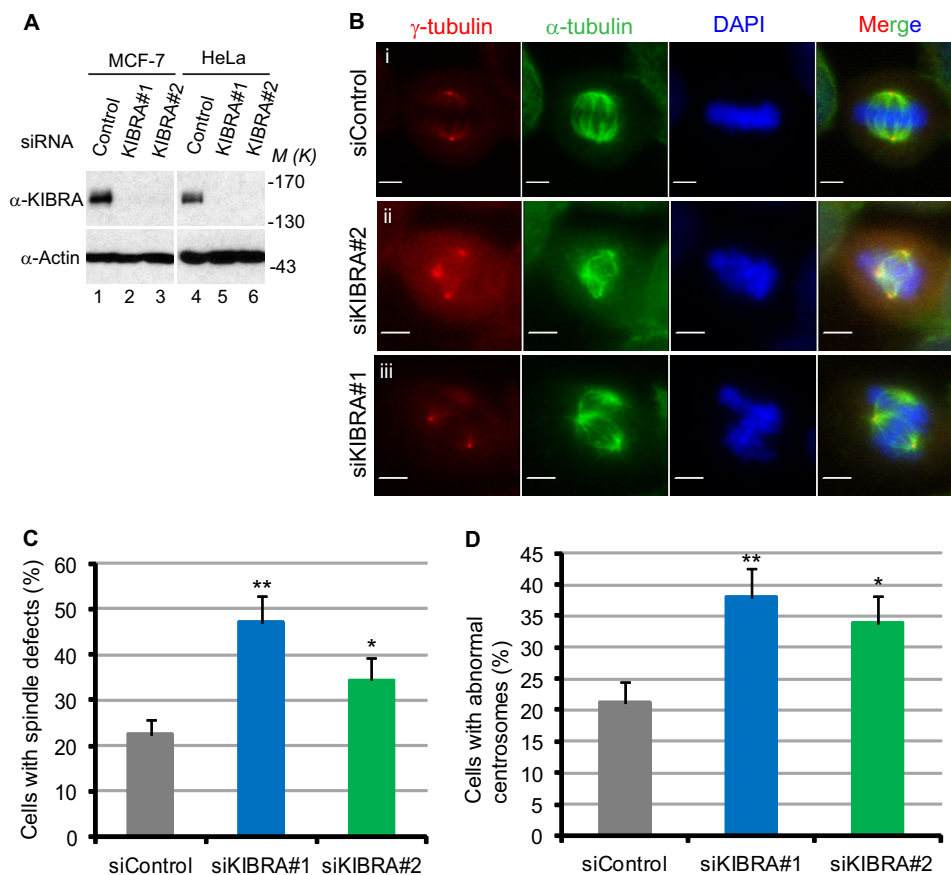 A
MCF-7 HeLa
siRNA Control KIBRA#1 KIBRA#2 Control KIBRA#1 KIBRA#2 M (K)
α-KIBRA -170
-130
α-Actin -43
1 2 3 4 5 6
B
γ-tubulin α-tubulin DAPI Merge
siControl i
siKIBRA#2 ii
siKIBRA#1 iii
C
Cells with spindle defects (%)
60
50
40
30
20
10
0
** *
siControl siKIBRA#1 siKIBRA#2
D
Cells with abnormal
centrosomes (%)
45
40
35
30
25
20
15
10
5
0
** *
siControl siKIBRA#1 siKIBRA#2